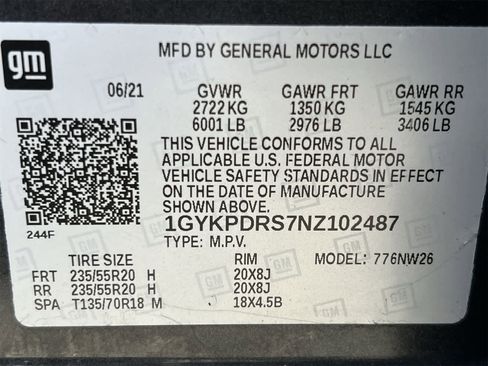 gm
MFD BY GENERAL MOTORS LLC
06/21 GVWR GAWR FRT GAWR RR
2722 KG 1350 KG 1545 KG
6001 LB 2976 LB 3406 LB
THIS VEHICLE CONFORMS TO ALL
APPLICABLE U.S. FEDERAL MOTOR
VEHICLE SAFETY STANDARDS IN EFFECT
ON THE DATE OF MANUFACTURE
SHOWN ABOVE.
244F
1GYKPDRS7NZ102487
TYPE: M.P.V.
TIRE SIZE RIM MODEL: 776NW26
FRT 235/55R20 H 20X8J
RR 235/55R20 H 20X8J
SPA T135/70R18 M 18X4.5B